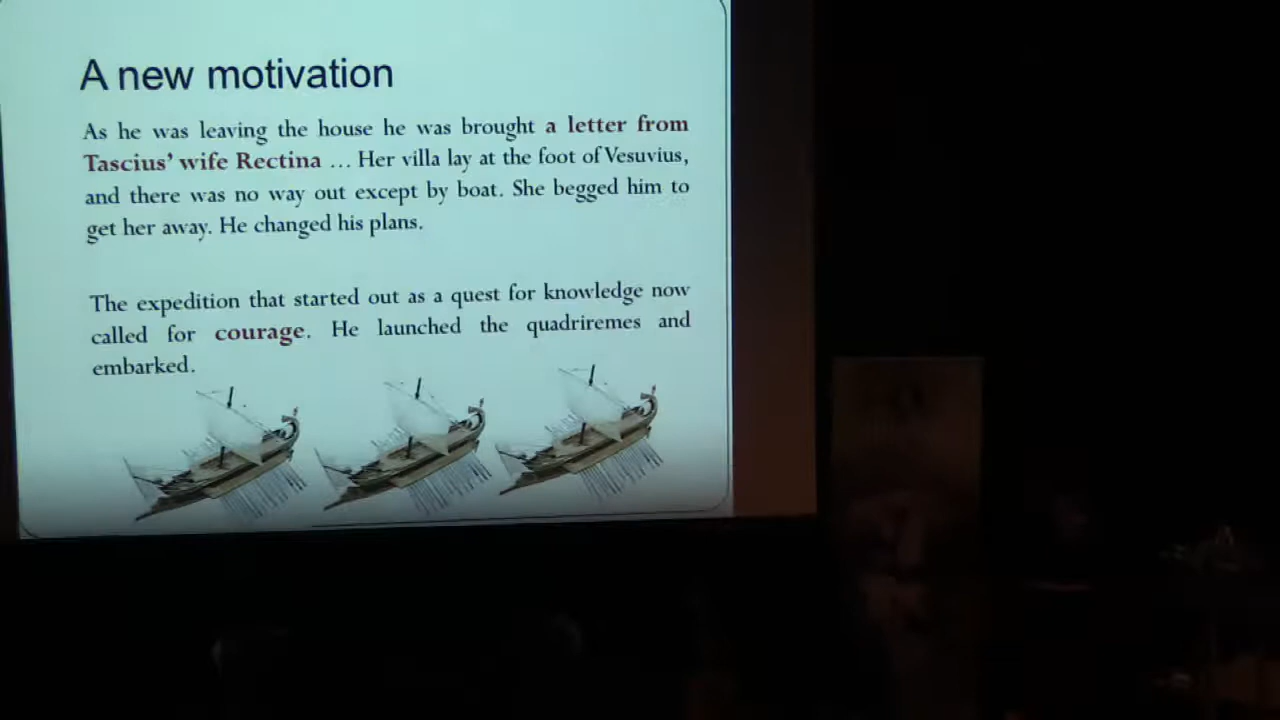 A new motivation
As he was leaving the house he was brought a letter from
Tascius' wife Rectina ... Her villa lay at the foot of Vesuvius,
and there was no way out except by boat. She begged him to
get her away. He changed his plans.
The expedition that started out as a quest for knowledge now
called for courage. He launched the quadriremes and
embarked.